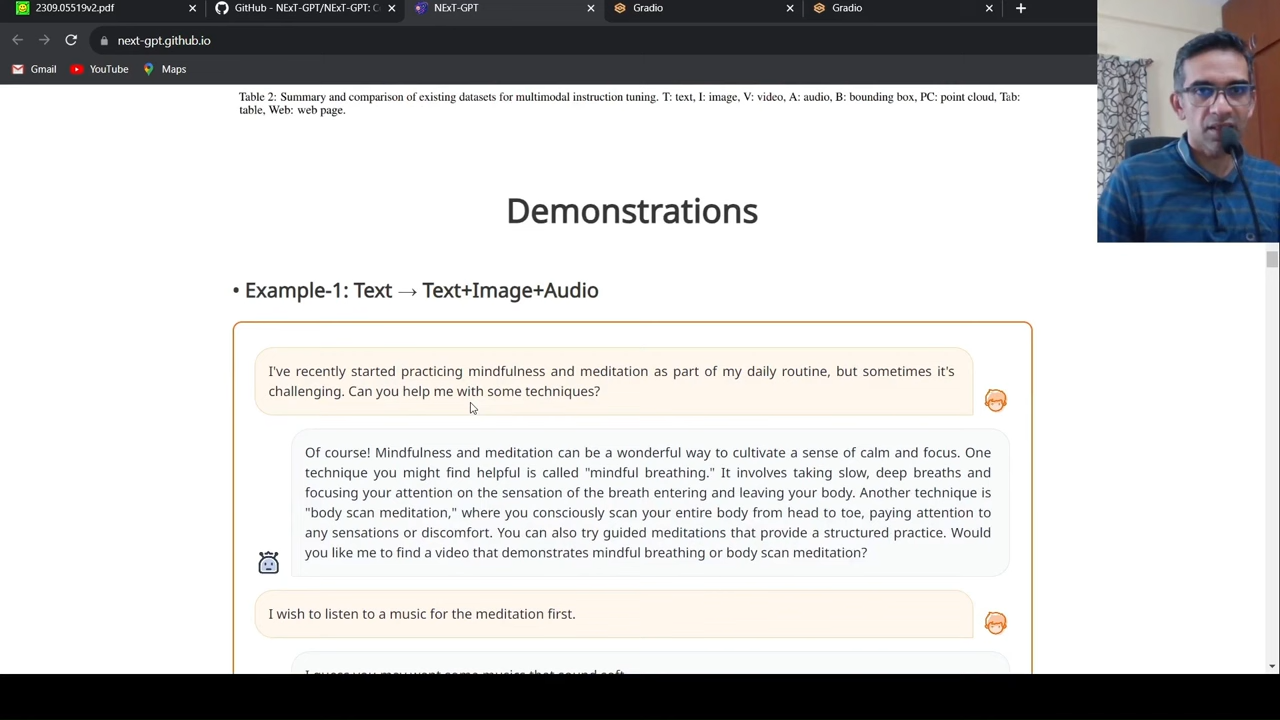 2309.05519v2.pdf
GitHub - NExT-GPT/NExT-GPT: C
NExT-GPT
Gradio
Gradio
next-gpt.github.io
Gmail
YouTube
Maps
Table 2: Summary and comparison of existing datasets for multimodal instruction tuning. T: text, I: image, V: video, A: audio, B: bounding box, PC: point cloud, Tab:
table, Web: web page.
Demonstrations
• Example-1: Text → Text+Image+Audio
I've recently started practicing mindfulness and meditation as part of my daily routine, but sometimes it's
challenging. Can you help me with some techniques?
Of course! Mindfulness and meditation can be a wonderful way to cultivate a sense of calm and focus. One
technique you might find helpful is called "mindful breathing." It involves taking slow, deep breaths and
focusing your attention on the sensation of the breath entering and leaving your body. Another technique is
"body scan meditation," where you consciously scan your entire body from head to toe, paying attention to
any sensations or discomfort. You can also try guided meditations that provide a structured practice. Would
you like me to find a video that demonstrates mindful breathing or body scan meditation?
I wish to listen to a music for the meditation first.
I guess you may want some musics that sound soft